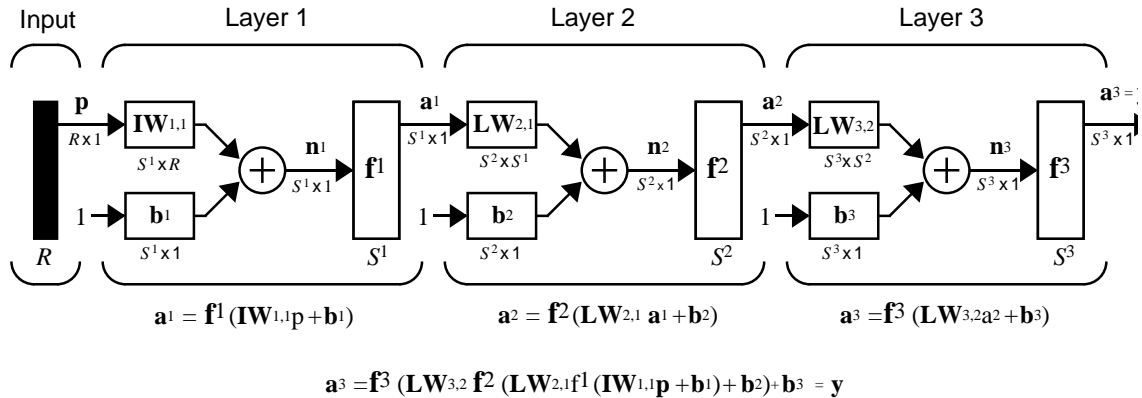 Input Layer 1 Layer 2 Layer 3
p a1 a2 a3 = y
IW1,1 LW2,1 LW3,2
R x 1 S1 x 1 S2 x 1 S3 x 1
n1 n2 n3
S1 x R S2 x S1 S3 x S2
f1 f2 f3
S1 x 1 S2 x 1 S3 x 1
1 b1 1 b2 1 b3
S1 x 1 S2 x 1 S3 x 1
R S1 S2 S3
a1 = f1 (IW1,1p + b1) a2 = f2 (LW2,1 a1 + b2) a3 = f3 (LW3,2a2 + b3)
a3 = f3 (LW3,2 f2 (LW2,1f1 (IW1,1p + b1) + b2) + b3 = y